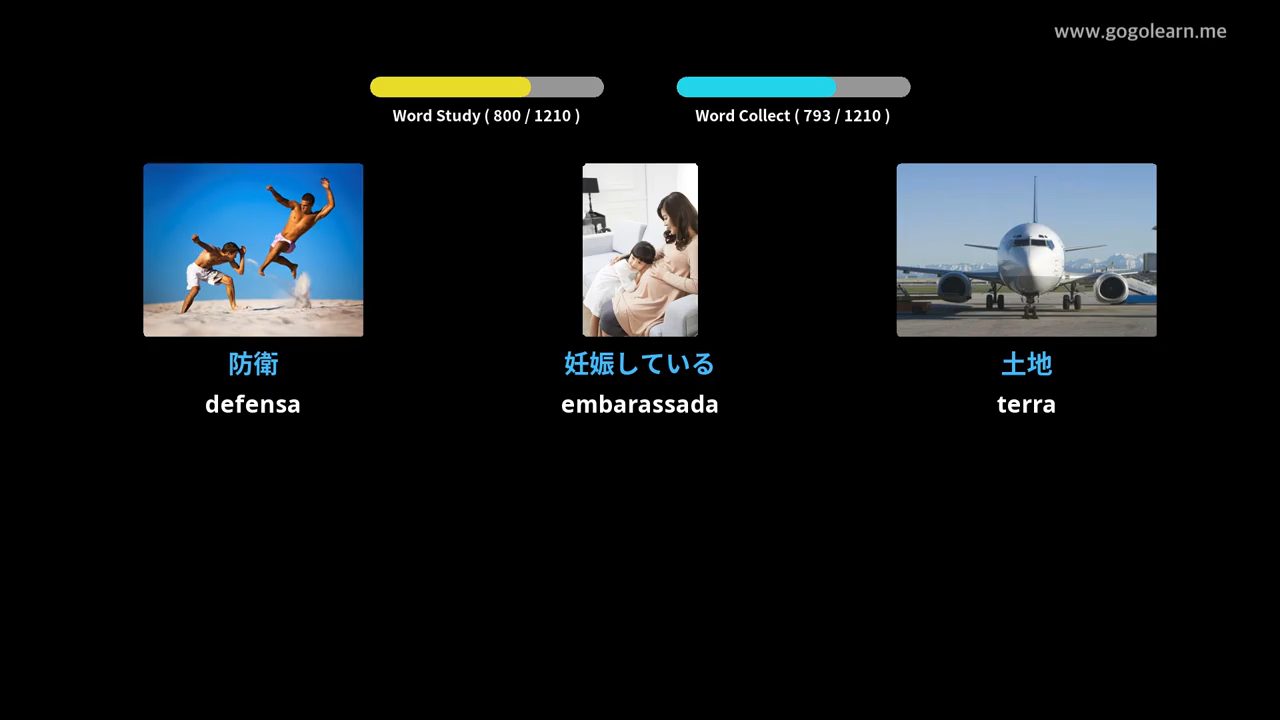 www.gogolearn.me
Word Study ( 800 / 1210 )
Word Collect ( 793 / 1210 )
防衛
defensa
妊娠している
embarassada
土地
terra